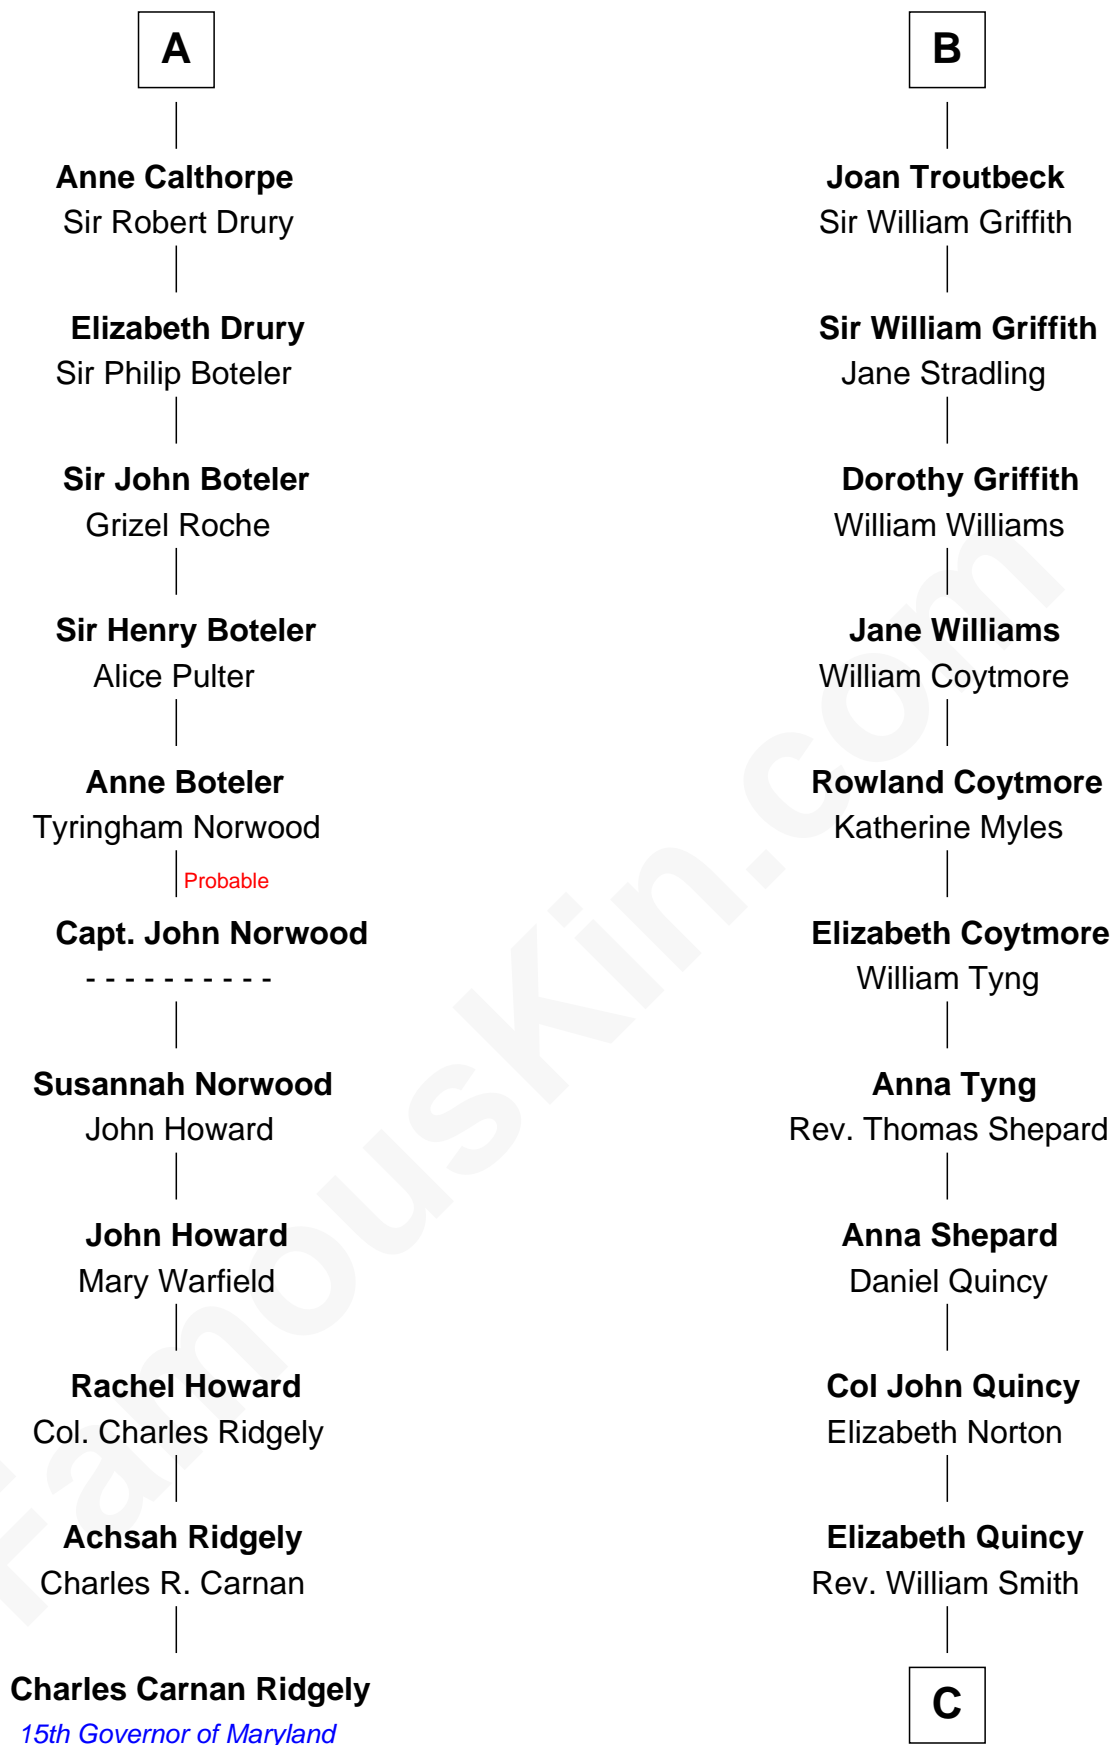 A
Anne Calthorpe
Sir Robert Drury
Elizabeth Drury
Sir Philip Boteler
Sir John Boteler
Grizel Roche
Sir Henry Boteler
Alice Pulter
Anne Boteler
Tyringham Norwood
Probable
Capt. John Norwood
- - - - - - - - - -
Susannah Norwood
John Howard
John Howard
Mary Warfield
Rachel Howard
Col. Charles Ridgely
Achsah Ridgely
Charles R. Carnan
Charles Carnan Ridgely
15th Governor of Maryland
B
Joan Troutbeck
Sir William Griffith
Sir William Griffith
Jane Stradling
Dorothy Griffith
William Williams
Jane Williams
William Coytmore
Rowland Coytmore
Katherine Myles
Elizabeth Coytmore
William Tyng
Anna Tyng
Rev. Thomas Shepard
Anna Shepard
Daniel Quincy
Col John Quincy
Elizabeth Norton
Elizabeth Quincy
Rev. William Smith
C
FamousKin.com